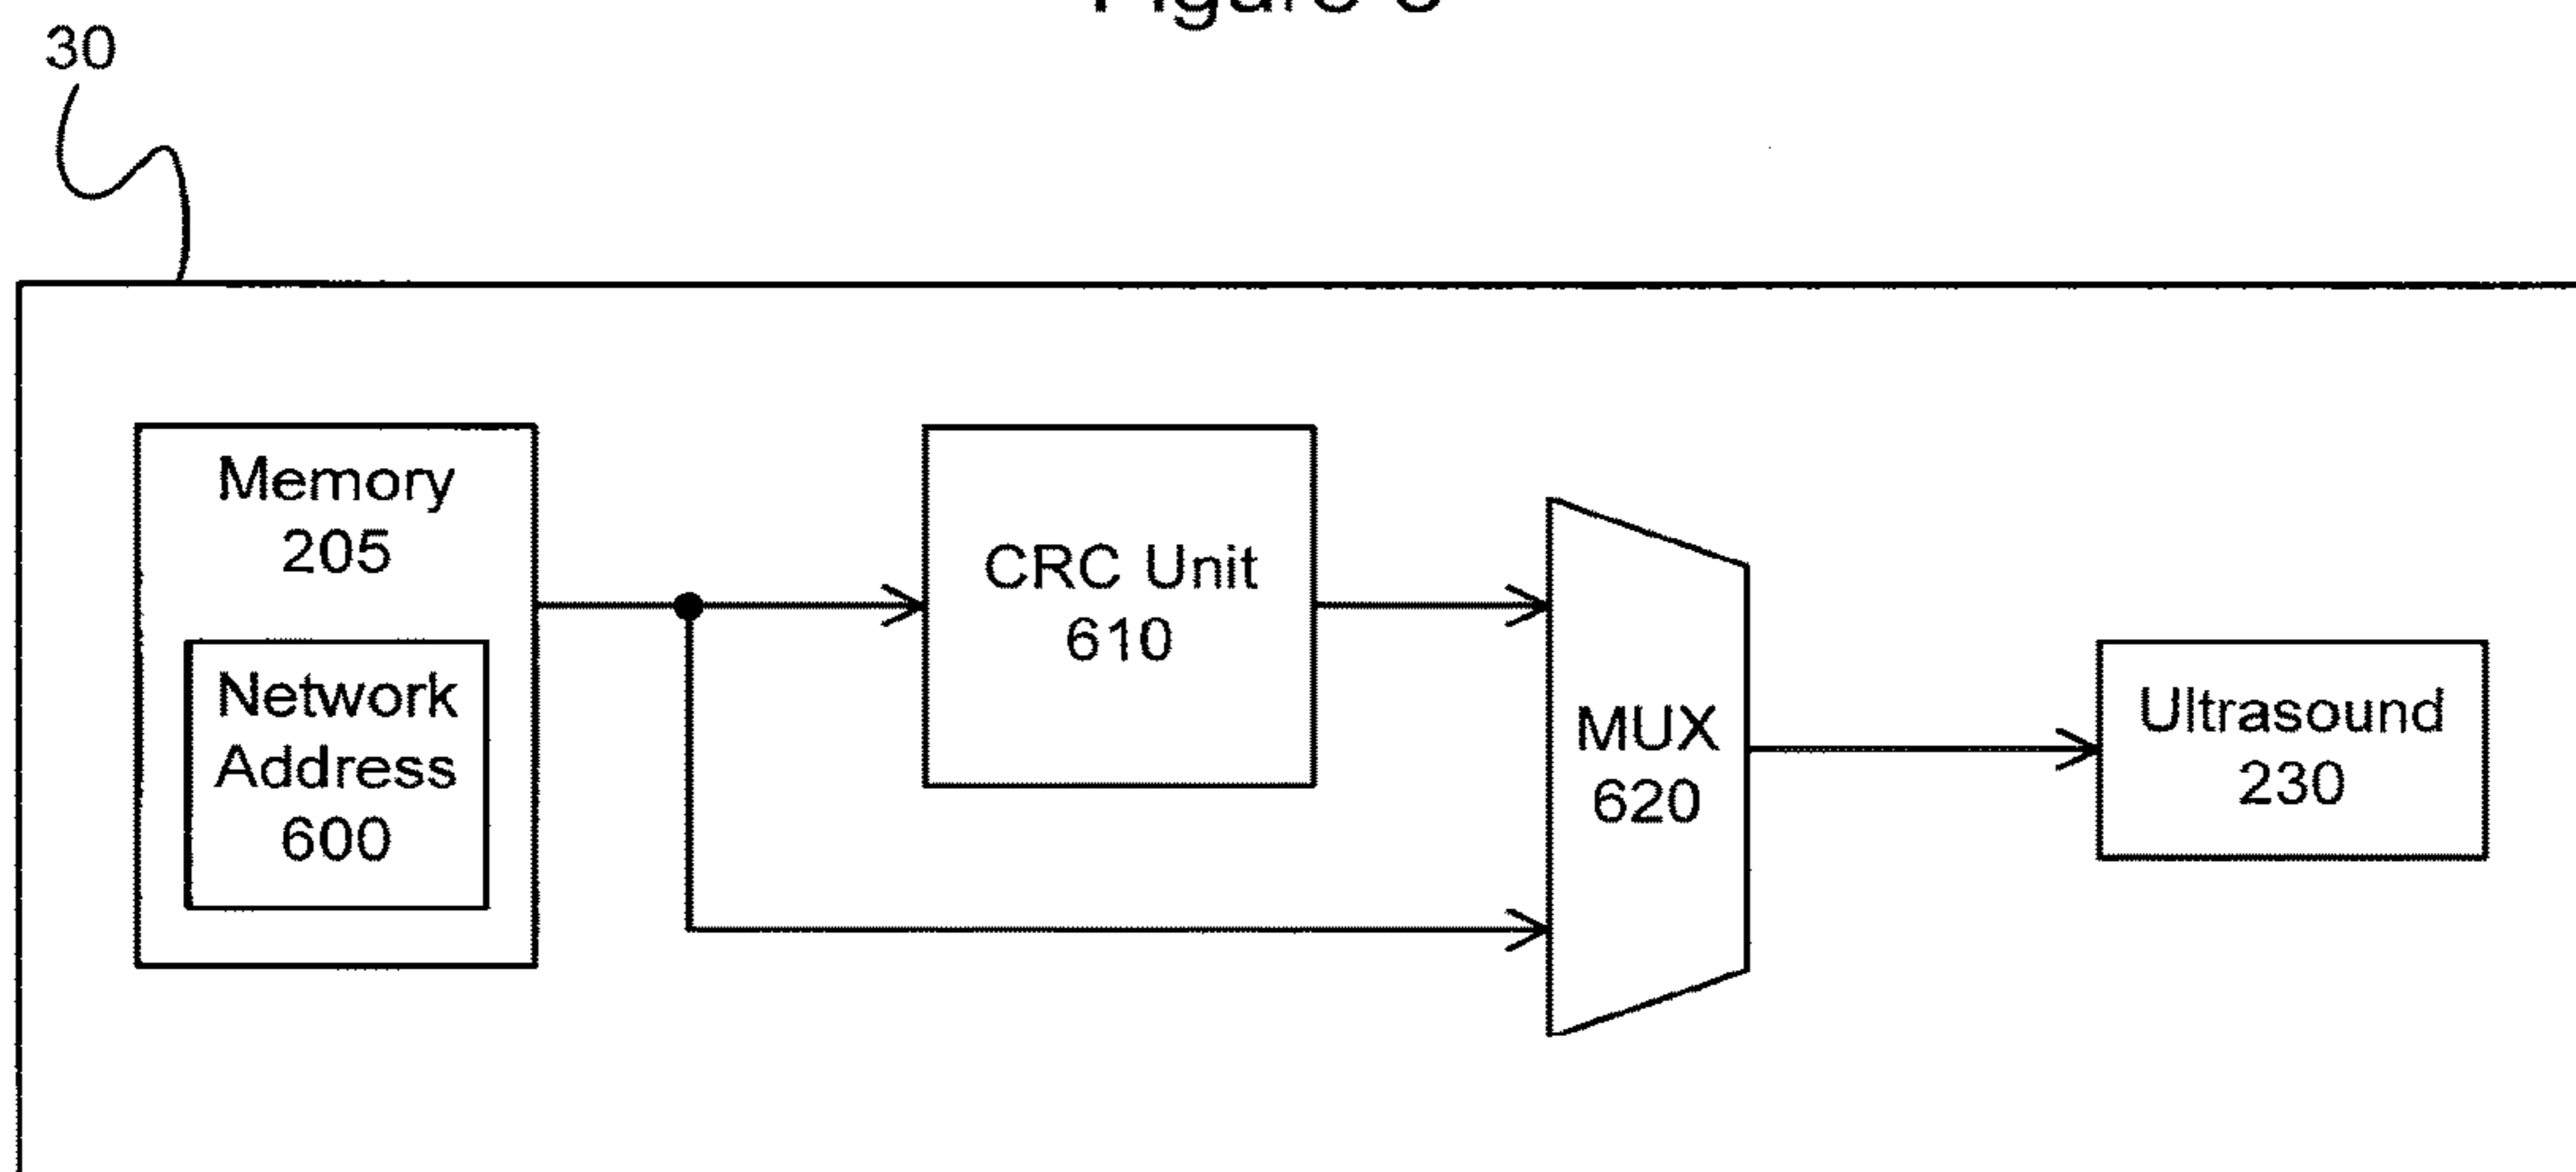 30
Memory
205
Network
Address
600
CRC Unit
610
MUX
620
Ultrasound
230